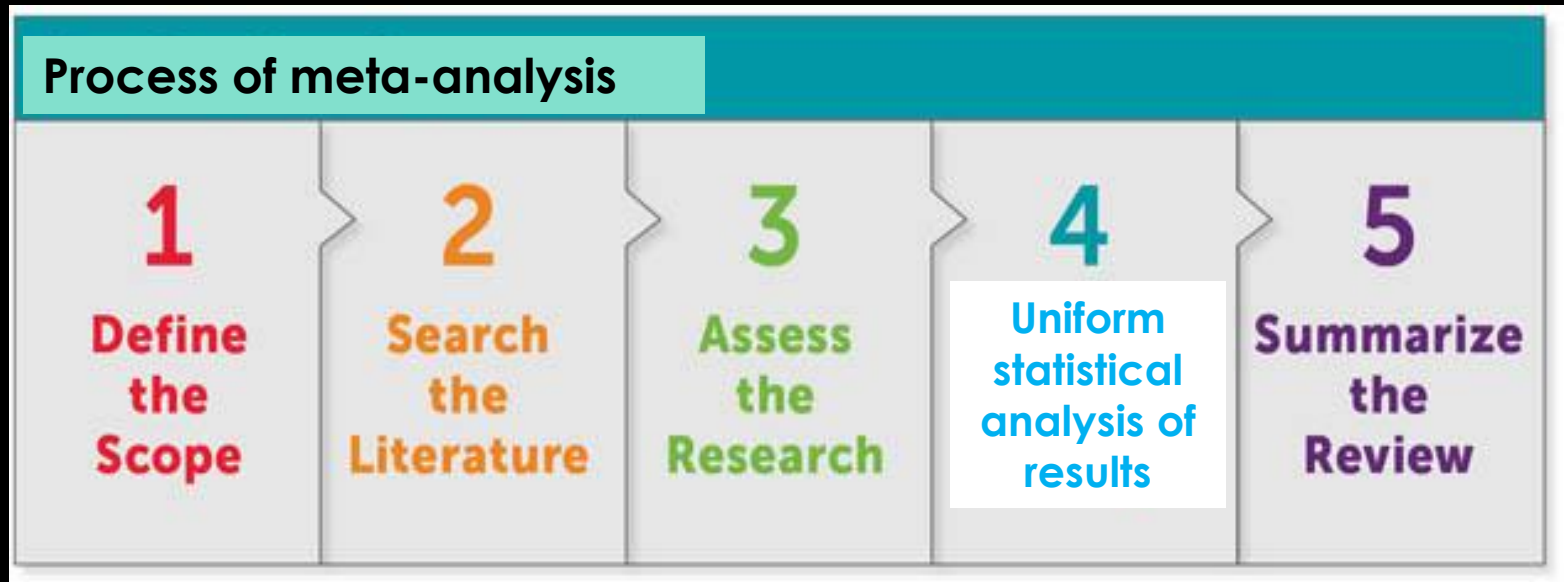 Process of meta-analysis
1
Define
the
Scope
2
Search
the
Literature
3
Assess
the
Research
4
Uniform
statistical
analysis of
results
5
Summarize
the
Review